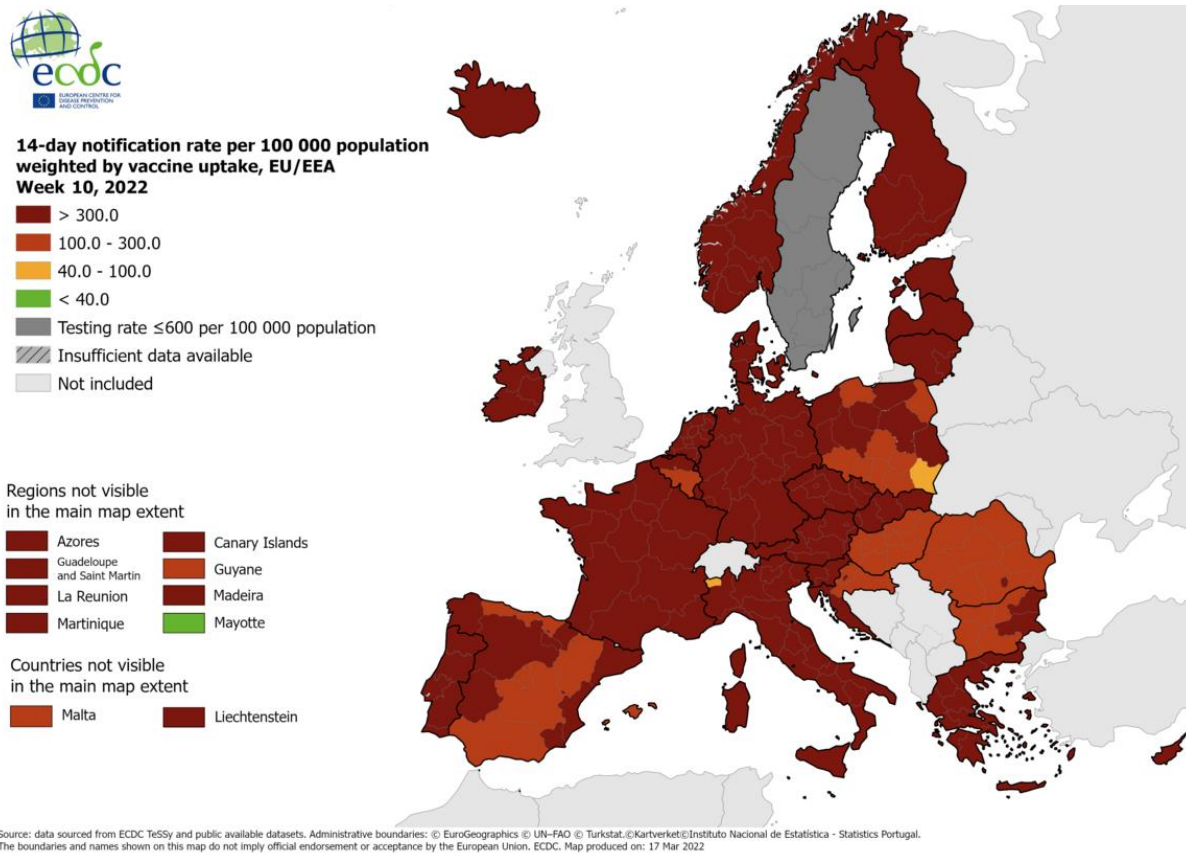 ecdc
EUROPEAN CENTRE FOR
DISEASE PREVENTION
AND CONTROL
14-day notification rate per 100 000 population
weighted by vaccine uptake, EU/EEA
Week 10, 2022
> 300.0
100.0 - 300.0
40.0 - 100.0
< 40.0
Testing rate ≤600 per 100 000 population
Insufficient data available
Not included
Regions not visible
in the main map extent
Azores
Canary Islands
Guadeloupe
and Saint Martin
Guyane
La Reunion
Madeira
Martinique
Mayotte
Countries not visible
in the main map extent
Malta
Liechtenstein
Source: data sourced from ECDC TeSSy and public available datasets. Administrative boundaries: © EuroGeographics © UN–FAO © Turkstat.©Kartverket©Instituto Nacional de Estatística - Statistics Portugal.
The boundaries and names shown on this map do not imply official endorsement or acceptance by the European Union. ECDC. Map produced on: 17 Mar 2022